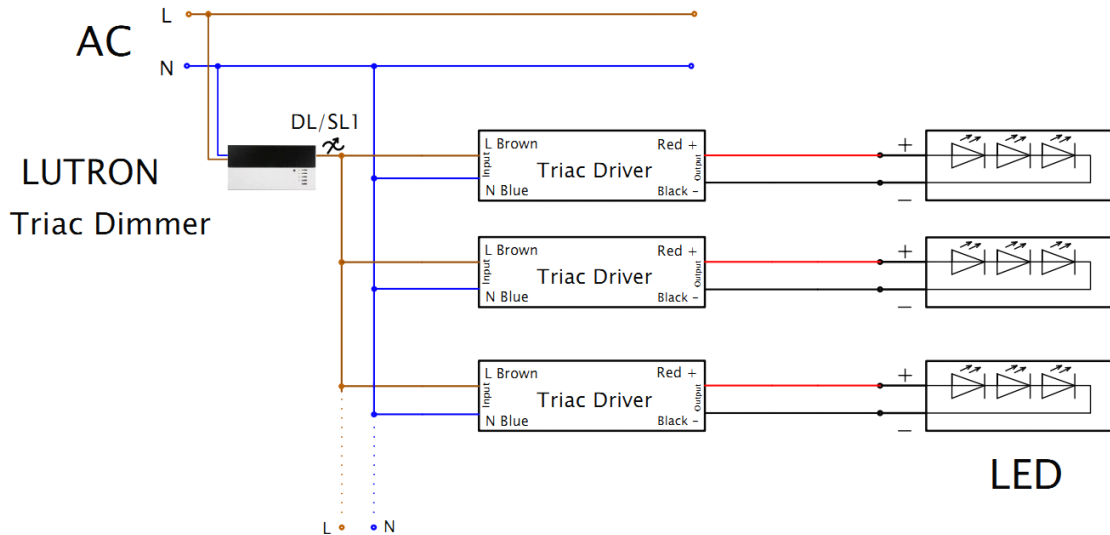 L
AC
N
DL/SL1
LUTRON
Triac Dimmer
L Brown
Red +
Input
Triac Driver
Output
N Blue
Black -
+
-
L Brown
Red +
Input
Triac Driver
Output
N Blue
Black -
+
-
L Brown
Red +
Input
Triac Driver
Output
N Blue
Black -
+
-
LED
L
N